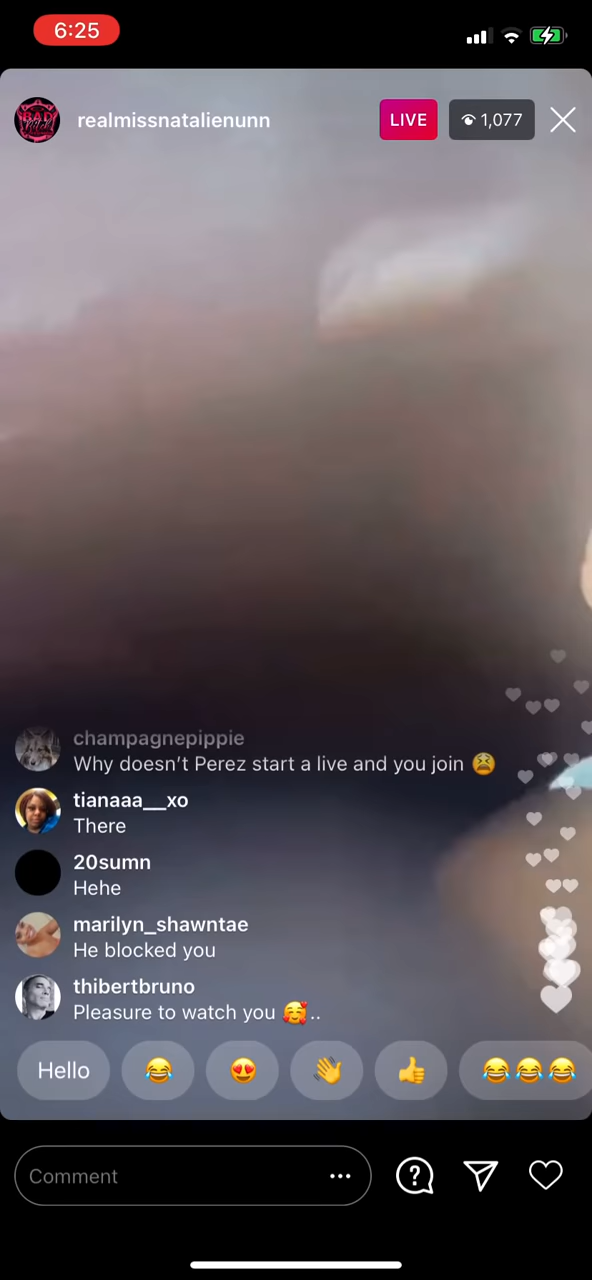 6:25
realmissnatalienunn
LIVE
1,077
BAD
champagnepippie
Why doesn't Perez start a live and you join 😫
tianaaa__xo
There
20sumn
Hehe
marilyn_shawntae
He blocked you
thibertbruno
Pleasure to watch you 🥰..
Hello 😂 😍 👋 👍 😂😂😂
Comment